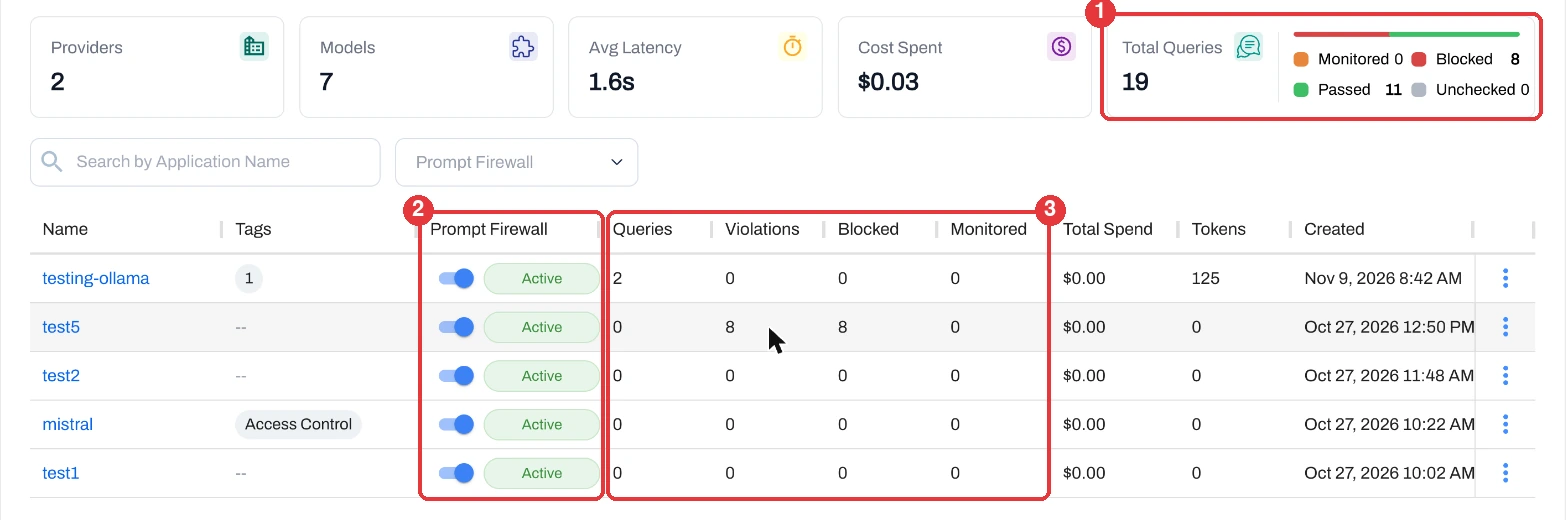 1
Providers
2
Models
7
Avg Latency
1.6s
Cost Spent
$0.03
Total Queries
19
Monitored 0 Blocked 8
Passed 11 Unchecked 0
Search by Application Name
Prompt Firewall
2
3
Name Tags Prompt Firewall Queries Violations Blocked Monitored Total Spend Tokens Created
testing-ollama 1 Active 2 0 0 0 $0.00 125 Nov 9, 2026 8:42 AM
test5 -- Active 0 8 8 0 $0.00 0 Oct 27, 2026 12:50 PM
test2 -- Active 0 0 0 0 $0.00 0 Oct 27, 2026 11:48 AM
mistral Access Control Active 0 0 0 0 $0.00 0 Oct 27, 2026 10:22 AM
test1 -- Active 0 0 0 0 $0.00 0 Oct 27, 2026 10:02 AM